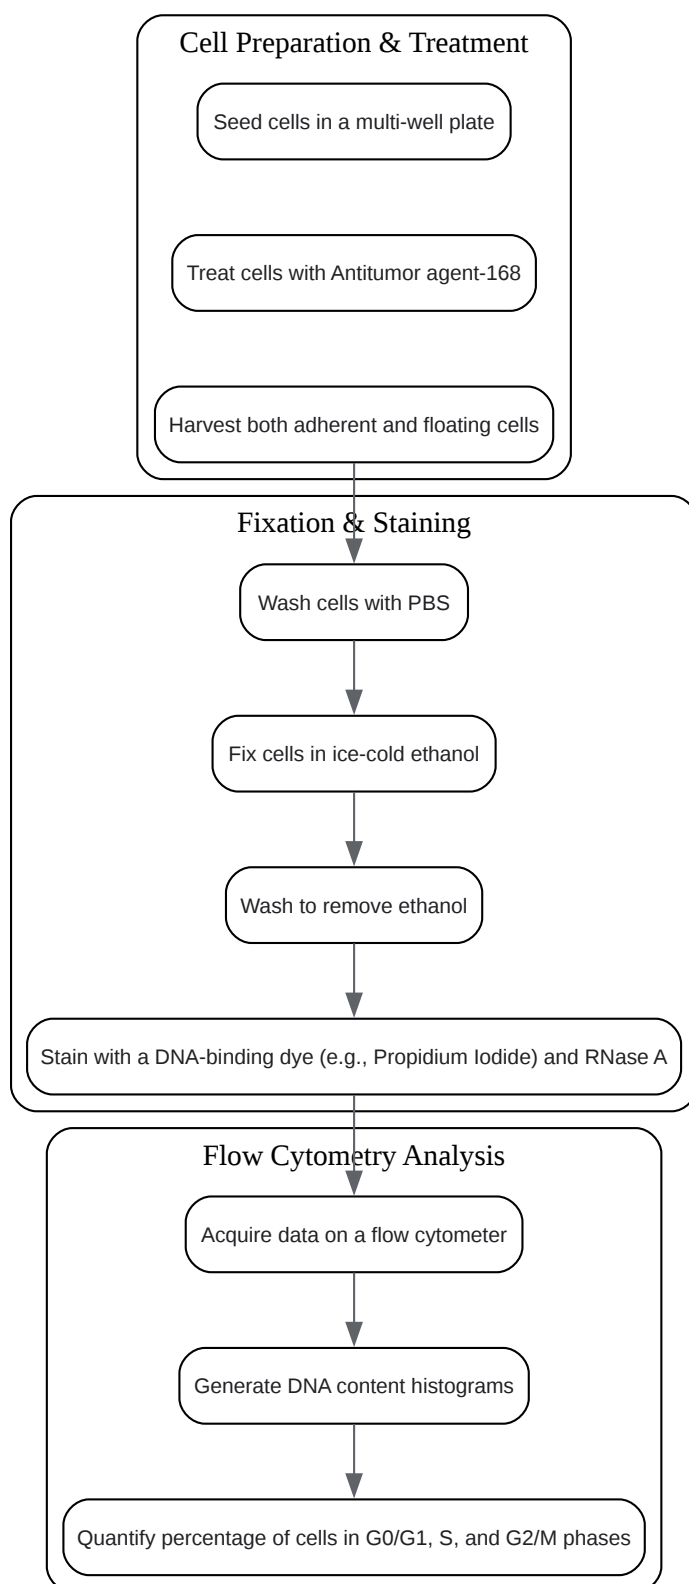 Cell Preparation & Treatment
Seed cells in a multi-well plate
Treat cells with Antitumor agent-168
Harvest both adherent and floating cells
Fixation & Staining
Wash cells with PBS
Fix cells in ice-cold ethanol
Wash to remove ethanol
Stain with a DNA-binding dye (e.g., Propidium Iodide) and RNase A
Flow Cytometry Analysis
Acquire data on a flow cytometer
Generate DNA content histograms
Quantify percentage of cells in G0/G1, S, and G2/M phases